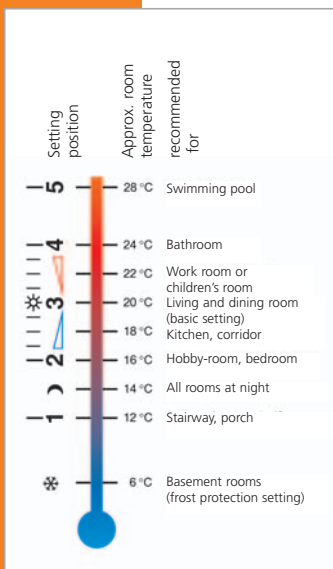 Setting
position
Approx. room
temperature
recommended
for
5 28 °C Swimming pool
4 24 °C Bathroom
22 °C Work room or
children's room
3 20 °C Living and dining room
(basic setting)
18 °C Kitchen, corridor
2 16 °C Hobby-room, bedroom
14 °C All rooms at night
1 12 °C Stairway, porch
6 °C Basement rooms
(frost protection setting)